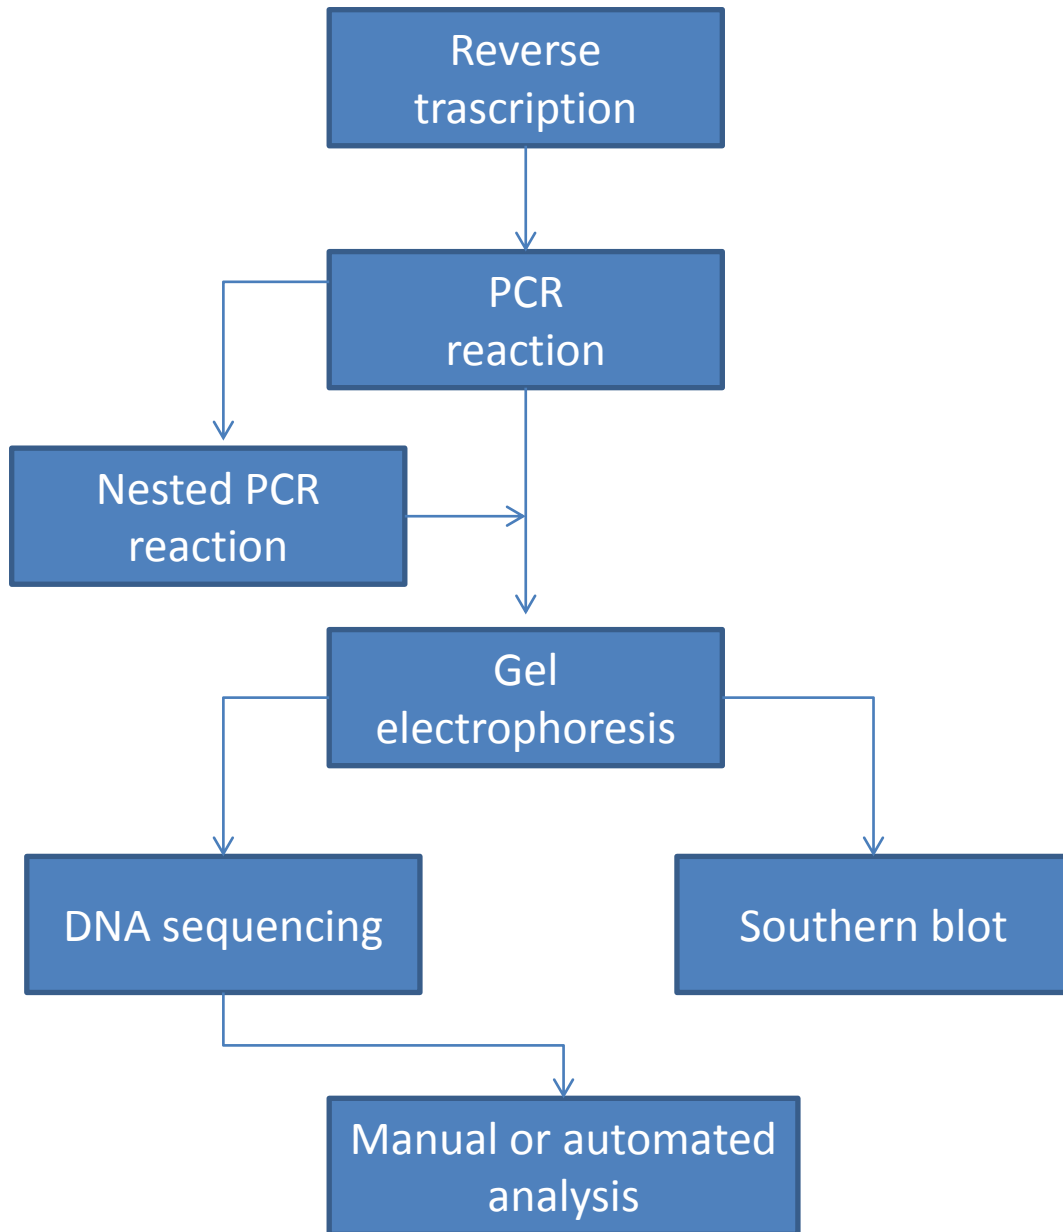 Reverse
trascription
PCR
reaction
Nested PCR
reaction
Gel
electrophoresis
DNA sequencing
Southern blot
Manual or automated
analysis